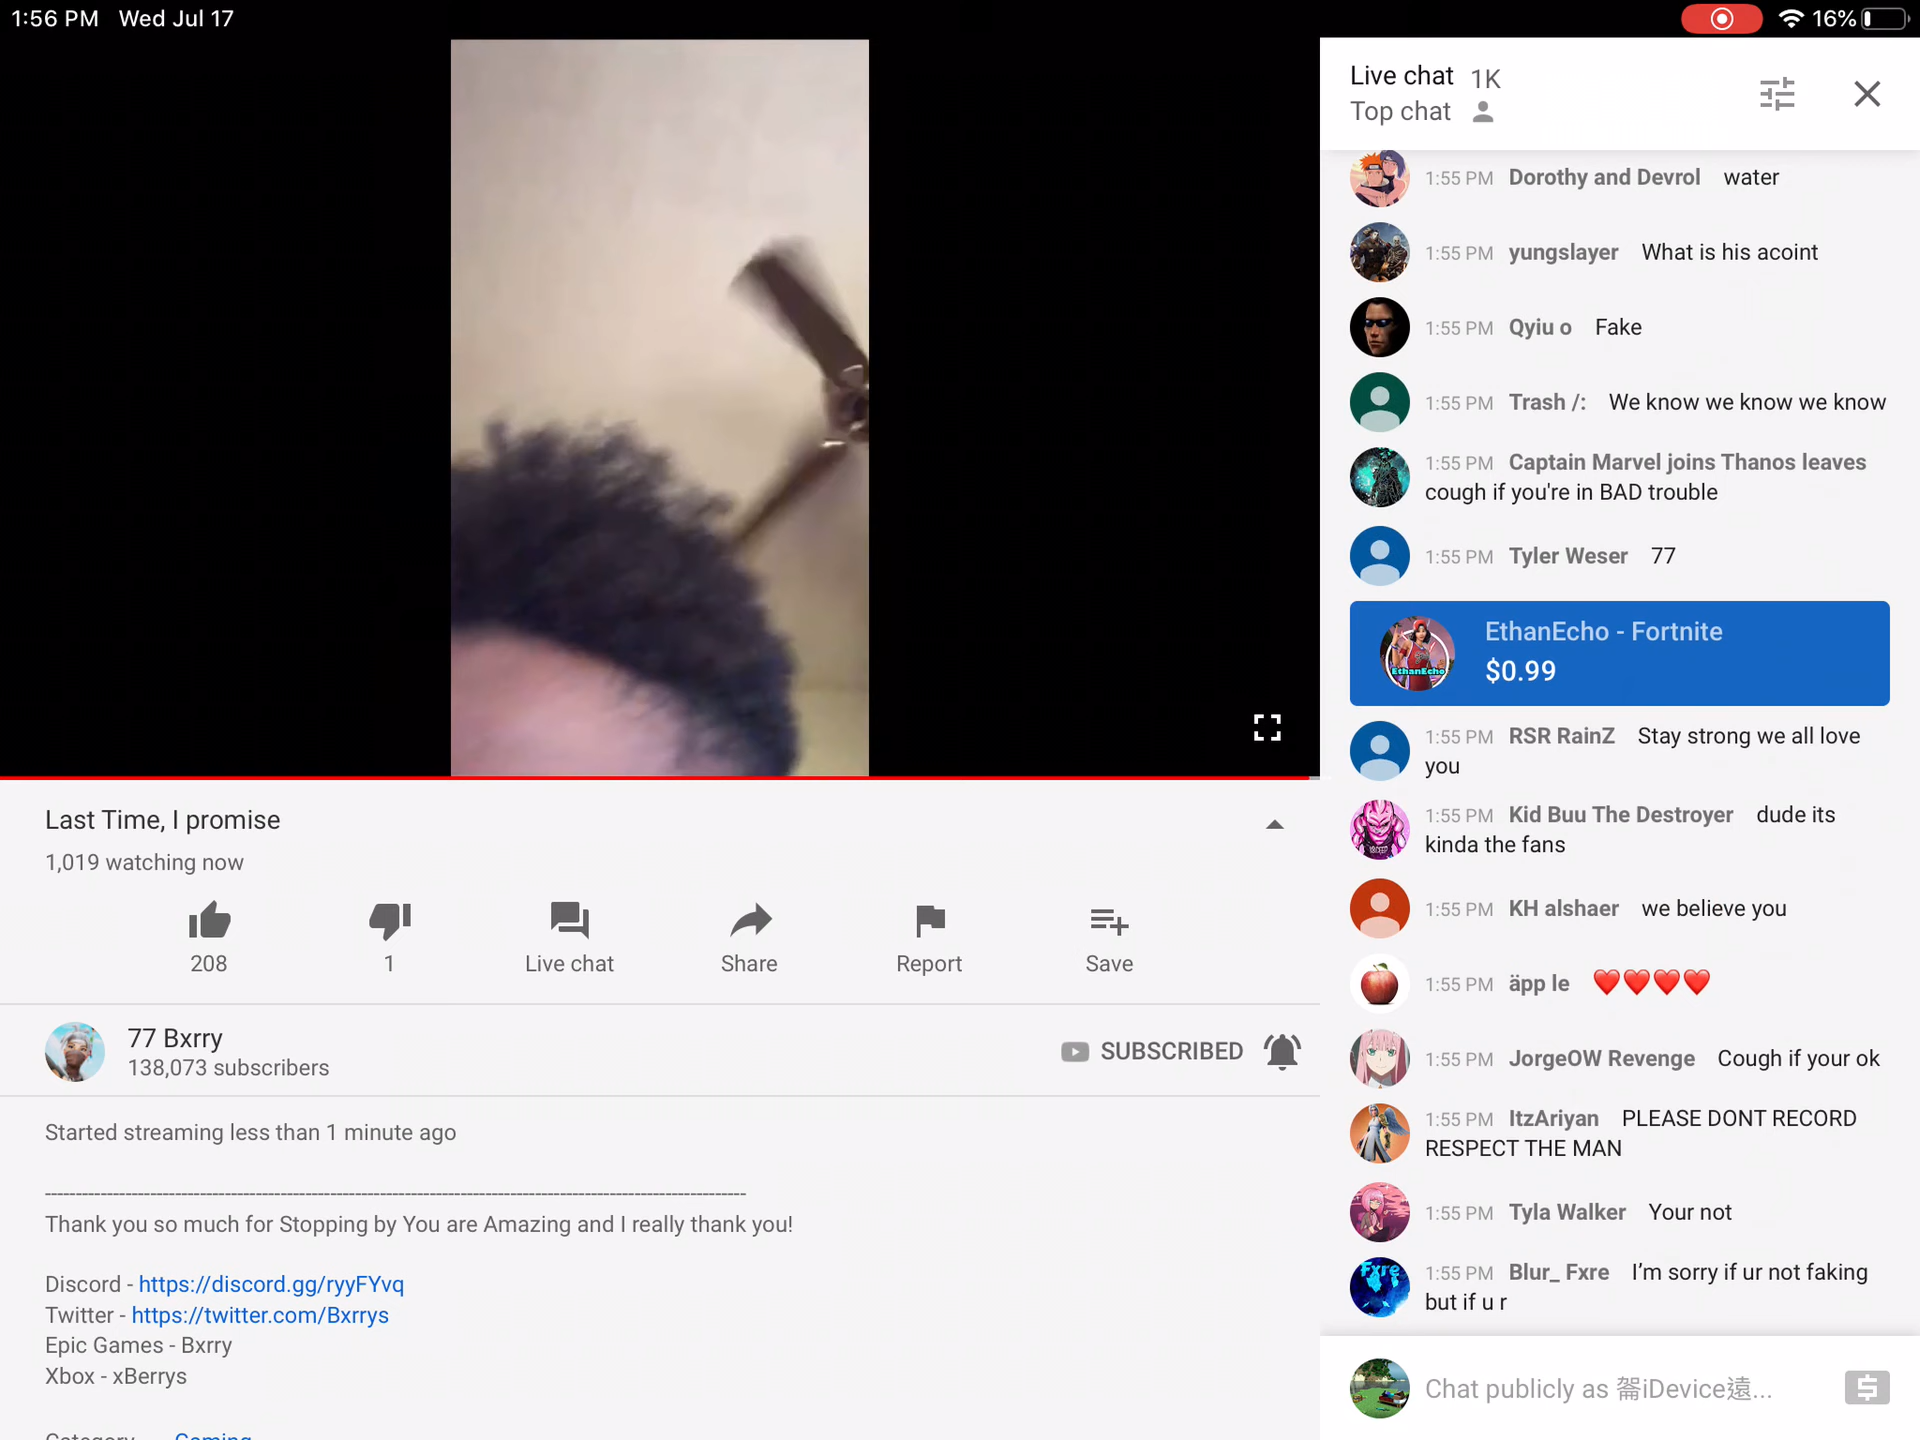 1:56 PM Wed Jul 17
16%
Live chat 1K
Top chat
1:55 PM Dorothy and Devrol water
1:55 PM yungslayer What is his acoint
1:55 PM Qyiu o Fake
1:55 PM Trash /: We know we know we know
1:55 PM Captain Marvel joins Thanos leaves
cough if you're in BAD trouble
1:55 PM Tyler Weser 77
EthanEcho - Fortnite
$0.99
EthanEcho
1:55 PM RSR RainZ Stay strong we all love
you
1:55 PM Kid Buu The Destroyer dude its
kinda the fans
1:55 PM KH alshaer we believe you
1:55 PM äpp le ❤️❤️❤️❤️
1:55 PM JorgeOW Revenge Cough if your ok
1:55 PM ItzAriyan PLEASE DONT RECORD
RESPECT THE MAN
1:55 PM Tyla Walker Your not
Fxre
1:55 PM Blur_ Fxre I’m sorry if ur not faking
but if u r
Chat publicly as 篰iDevice遠...
Last Time, I promise
1,019 watching now
208
1
Live chat
Share
Report
Save
77 Bxrry
138,073 subscribers
SUBSCRIBED
Started streaming less than 1 minute ago
------------------------------------------------------------------------------------------------------------------------
Thank you so much for Stopping by You are Amazing and I really thank you!
Discord - https://discord.gg/ryyFYvq
Twitter - https://twitter.com/Bxrrys
Epic Games - Bxrry
Xbox - xBerrys
Category Gaming